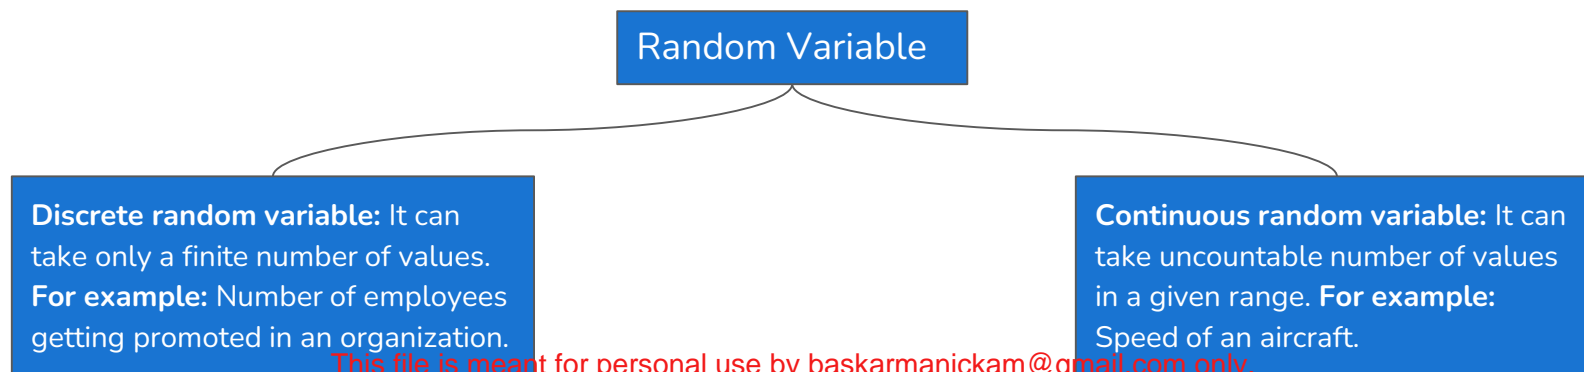 Random Variable
Discrete random variable: It can
take only a finite number of values.
For example: Number of employees
getting promoted in an organization.
Continuous random variable: It can
take uncountable number of values
in a given range. For example:
Speed of an aircraft.
This file is meant for personal use by baskarmanickam@gmail.com only